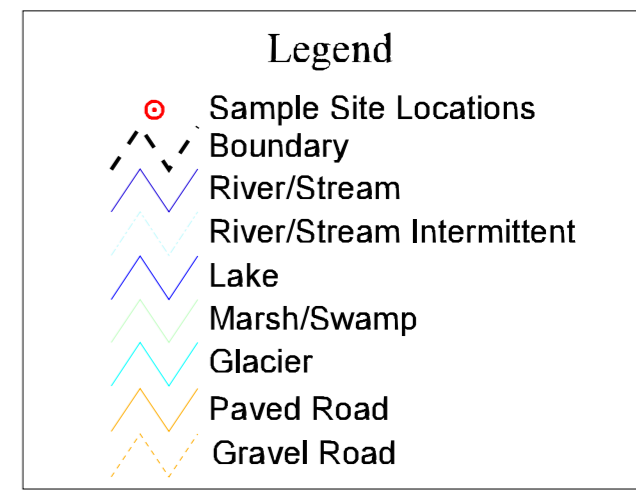 Legend
Sample Site Locations
Boundary
River/Stream
River/Stream Intermittent
Lake
Marsh/Swamp
Glacier
Paved Road
Gravel Road